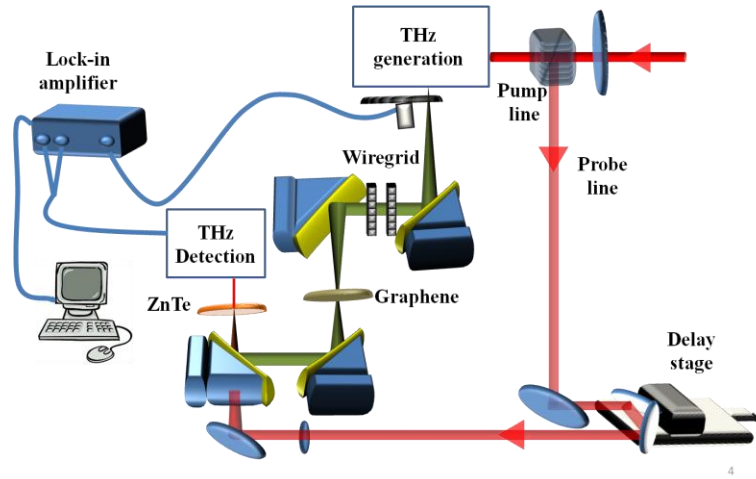 THz
generation
Lock-in
amplifier
Pump
line
Wiregrid
Probe
line
THz
Detection
ZnTe
Graphene
Delay
stage
4